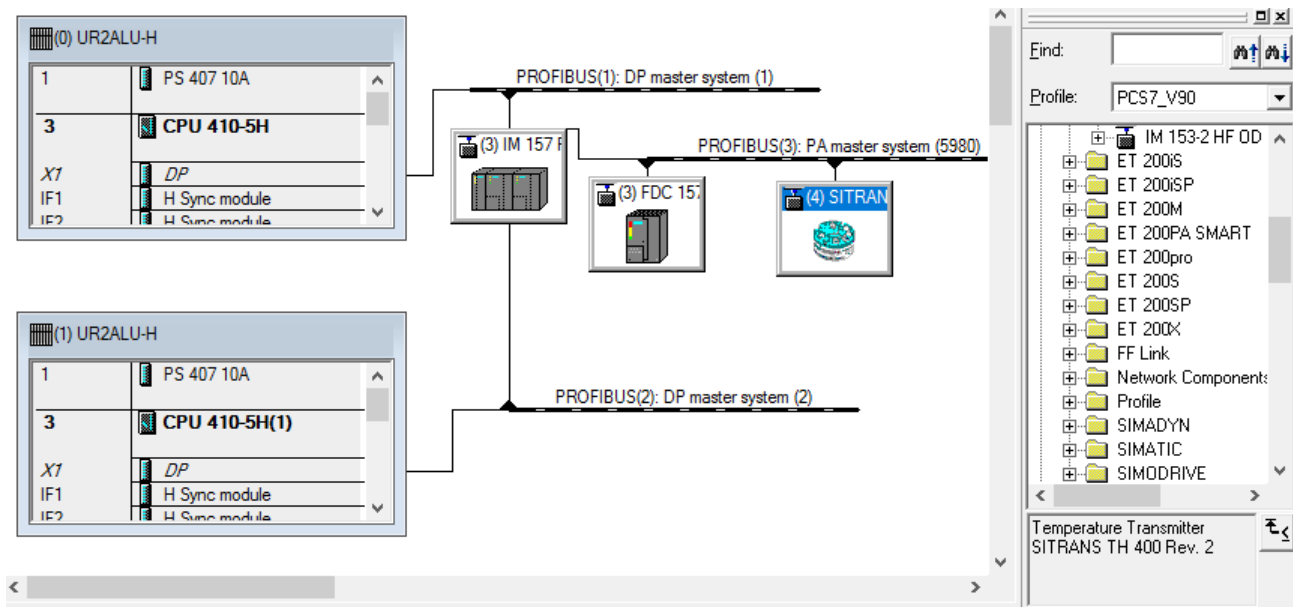 (0) UR2ALU-H
1 PS 407 10A
3 CPU 410-5H
X1 DP
IF1 H Sync module
IF2 H Sync module
PROFIBUS(1): DP master system (1)
(3) IM 157 F
PROFIBUS(3): PA master system (5980)
(3) FDC 157
(4) SITRAN
(1) UR2ALU-H
1 PS 407 10A
3 CPU 410-5H(1)
X1 DP
IF1 H Sync module
IF2 H Sync module
PROFIBUS(2): DP master system (2)
Find:
Profile: PCS7_V90
IM 153-2 HF OD
ET 200iS
ET 200iSP
ET 200M
ET 200PA SMART
ET 200pro
ET 200S
ET 200SP
ET 200X
FF Link
Network Components
Profile
SIMADYN
SIMATIC
SIMODRIVE
Temperature Transmitter
SITRANS TH 400 Rev. 2